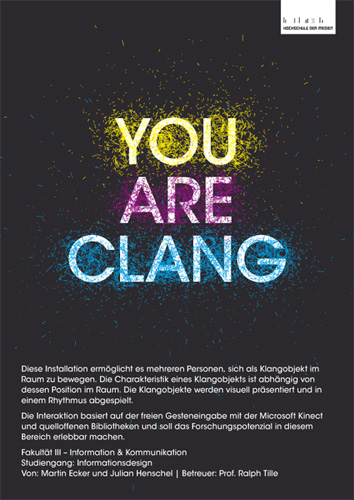 HOCHSCHULE DER MEDIEN
YOU
ARE
CLANG
Diese Installation ermöglicht es mehreren Personen, sich als Klangobjekt im
Raum zu bewegen. Die Charakteristik eines Klangobjekts ist abhängig von
dessen Position im Raum. Die Klangobjekte werden visuell präsentiert und in
einem Rhythmus abgespielt.
Die Interaktion basiert auf der freien Gesteneingabe mit der Microsoft Kinect
und quelloffenen Bibliotheken und soll das Forschungspotenzial in diesem
Bereich erlebbar machen.
Fakultät III – Information & Kommunikation
Studiengang: Informationsdesign
Von: Martin Ecker und Julian Henschel | Betreuer: Prof. Ralph Tille